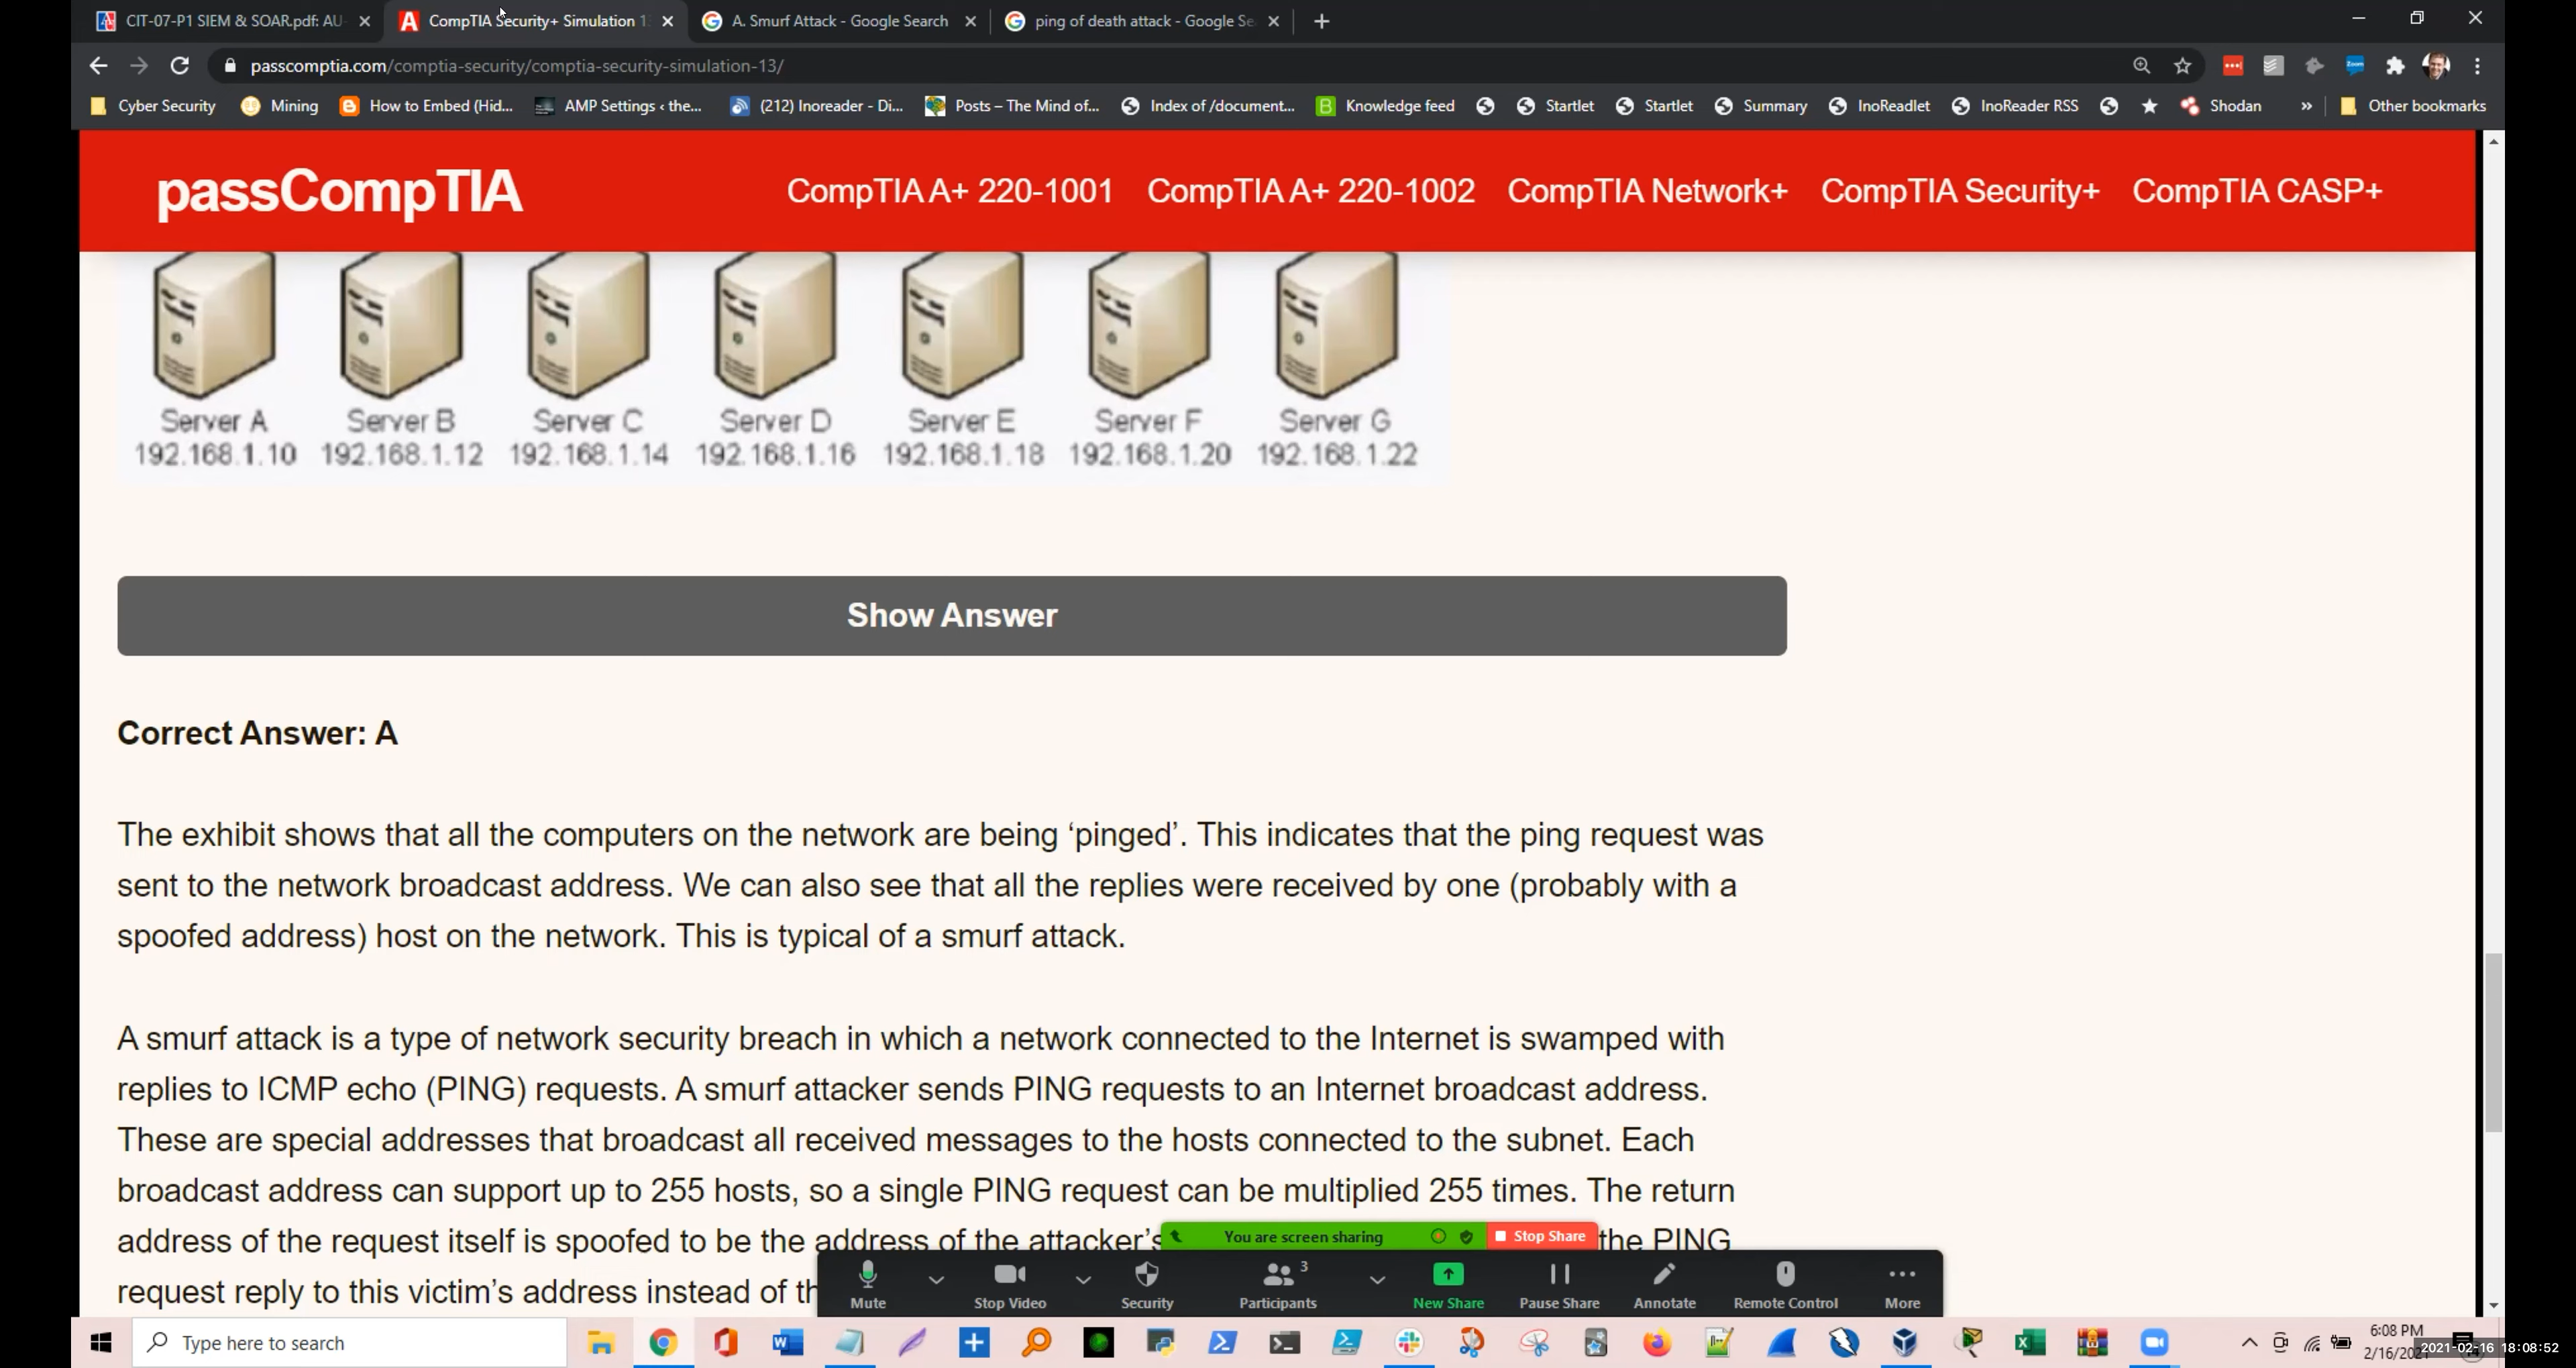 CIT-07-P1 SIEM & SOAR.pdf: AU
CompTIA Security+ Simulation 1
A. Smurf Attack - Google Search
ping of death attack - Google Se
passcomptia.com/comptia-security/comptia-security-simulation-13/
Cyber Security
Mining
How to Embed (Hid...
AMP Settings ‹ the...
(212) Inoreader - Di...
Posts – The Mind of...
Index of /document...
Knowledge feed
Startlet
Startlet
Summary
InoReadlet
InoReader RSS
Shodan
»
Other bookmarks
passCompTIA
CompTIA A+ 220-1001
CompTIA A+ 220-1002
CompTIA Network+
CompTIA Security+
CompTIA CASP+
Server A
Server B
Server C
Server D
Server E
Server F
Server G
192.168.1.10
192.168.1.12
192.168.1.14
192.168.1.16
192.168.1.18
192.168.1.20
192.168.1.22
Show Answer
Correct Answer: A
The exhibit shows that all the computers on the network are being ‘pinged’. This indicates that the ping request was
sent to the network broadcast address. We can also see that all the replies were received by one (probably with a
spoofed address) host on the network. This is typical of a smurf attack.
A smurf attack is a type of network security breach in which a network connected to the Internet is swamped with
replies to ICMP echo (PING) requests. A smurf attacker sends PING requests to an Internet broadcast address.
These are special addresses that broadcast all received messages to the hosts connected to the subnet. Each
broadcast address can support up to 255 hosts, so a single PING request can be multiplied 255 times. The return
address of the request itself is spoofed to be the address of the attacker’s
the PING
You are screen sharing
Stop Share
request reply to this victim’s address instead of th
Mute
Stop Video
Security
Participants
3
New Share
Pause Share
Annotate
Remote Control
More
Type here to search
6:08 PM
2/16/202
2021-02-16 18:08:52